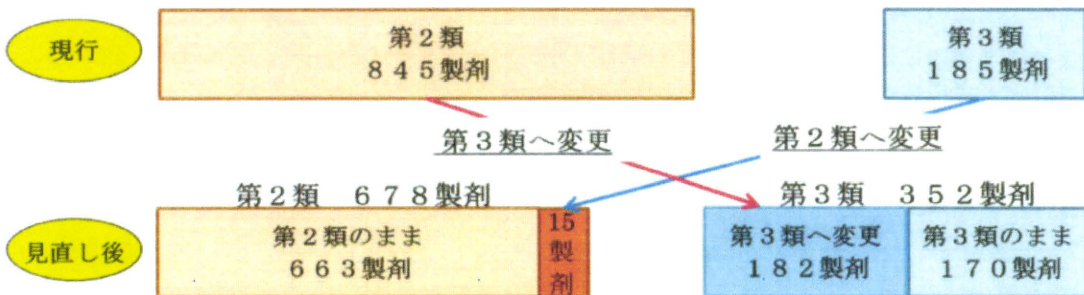 現行
第2類
845製剤
第3類
185製剤
第3類へ変更
第2類へ変更
第2類 678製剤
第3類 352製剤
見直し後
第2類のまま
663製剤
15
製
剤
第3類へ変更
182製剤
第3類のまま
170製剤